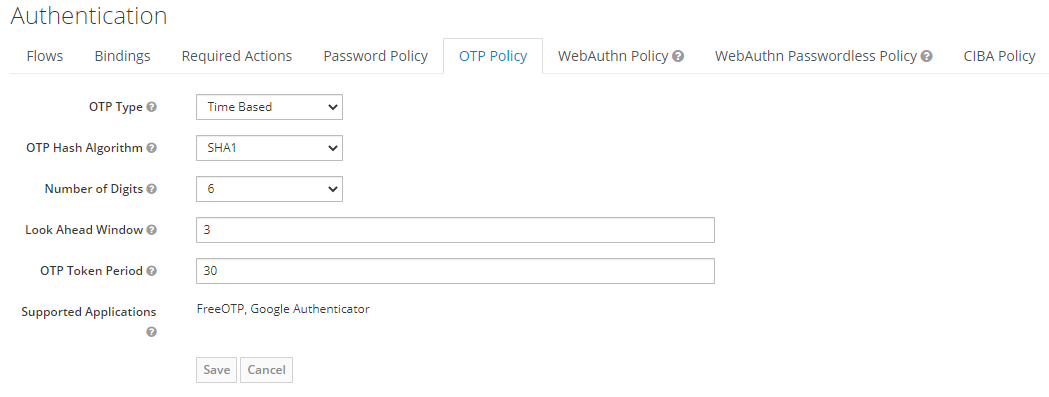 Authentication
Flows Bindings Required Actions Password Policy OTP Policy WebAuthn Policy ? WebAuthn Passwordless Policy ? CIBA Policy
OTP Type ? Time Based
OTP Hash Algorithm ? SHA1
Number of Digits ? 6
Look Ahead Window ? 3
OTP Token Period ? 30
Supported Applications FreeOTP, Google Authenticator
?
Save Cancel